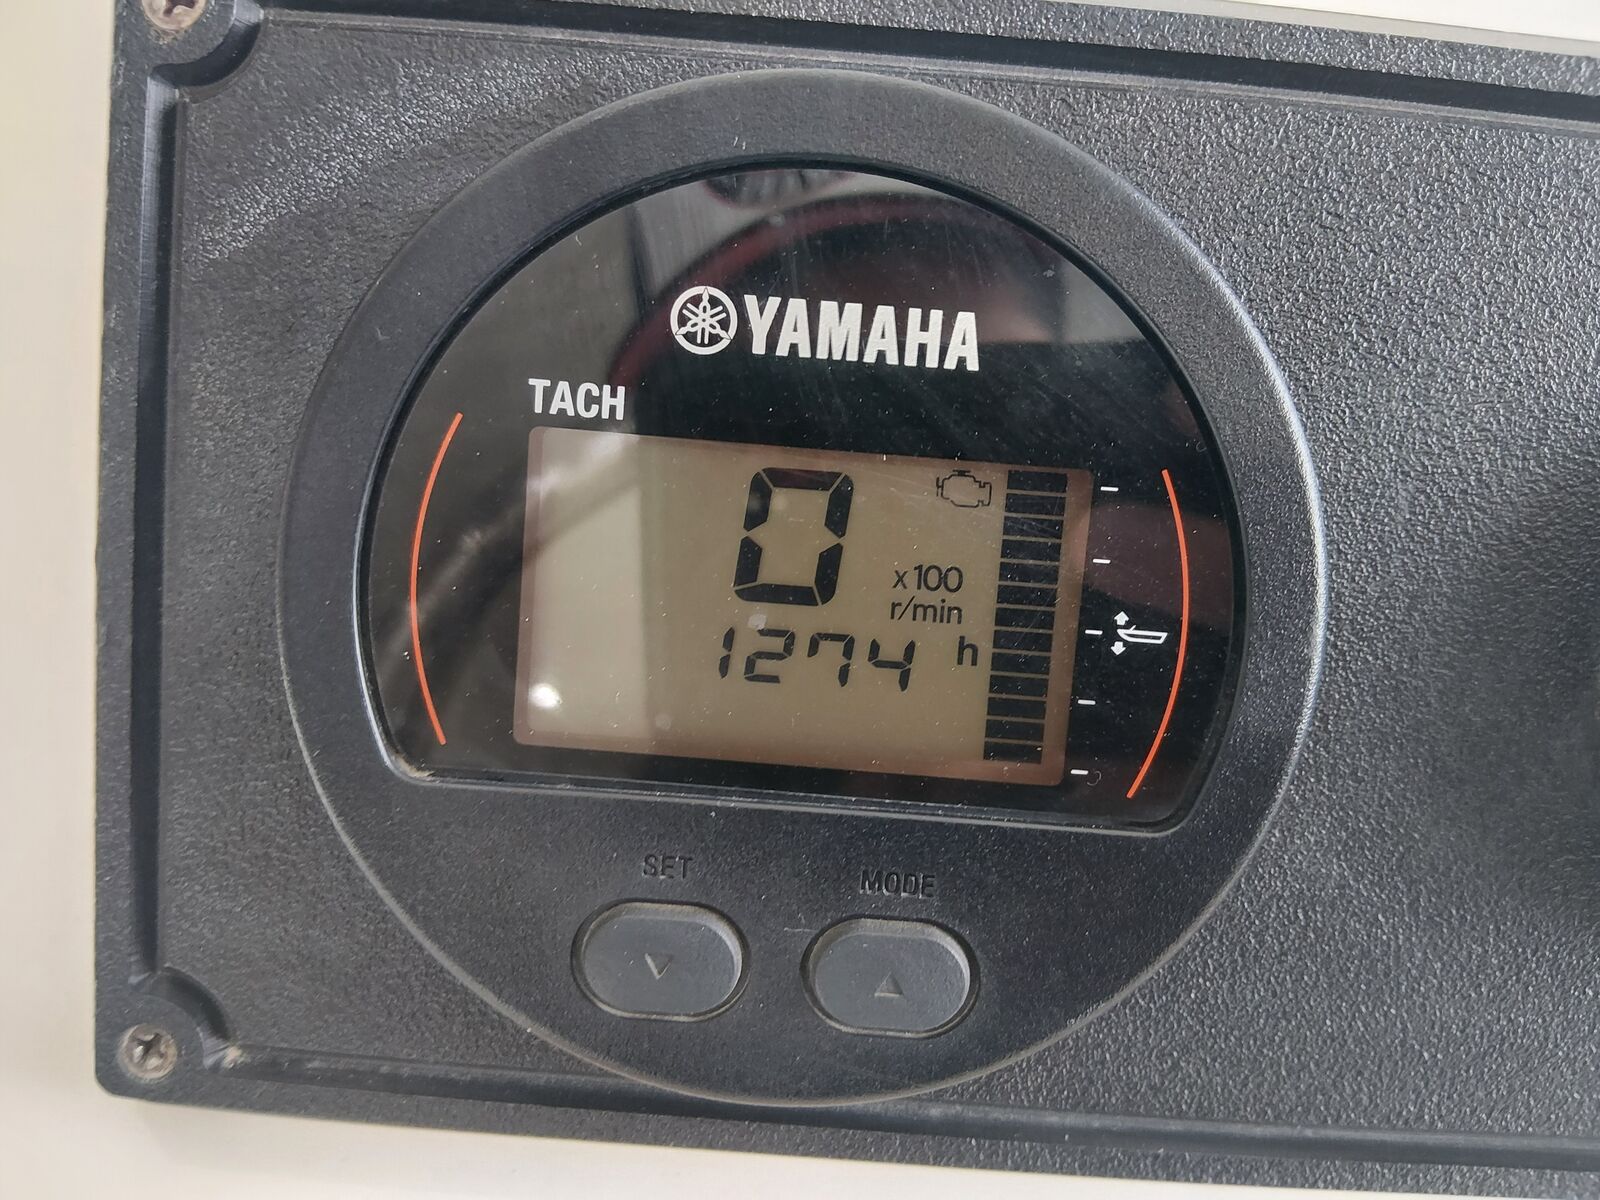 YAMAHA
TACH
0
x100
r/min
1274 h
SET
MODE